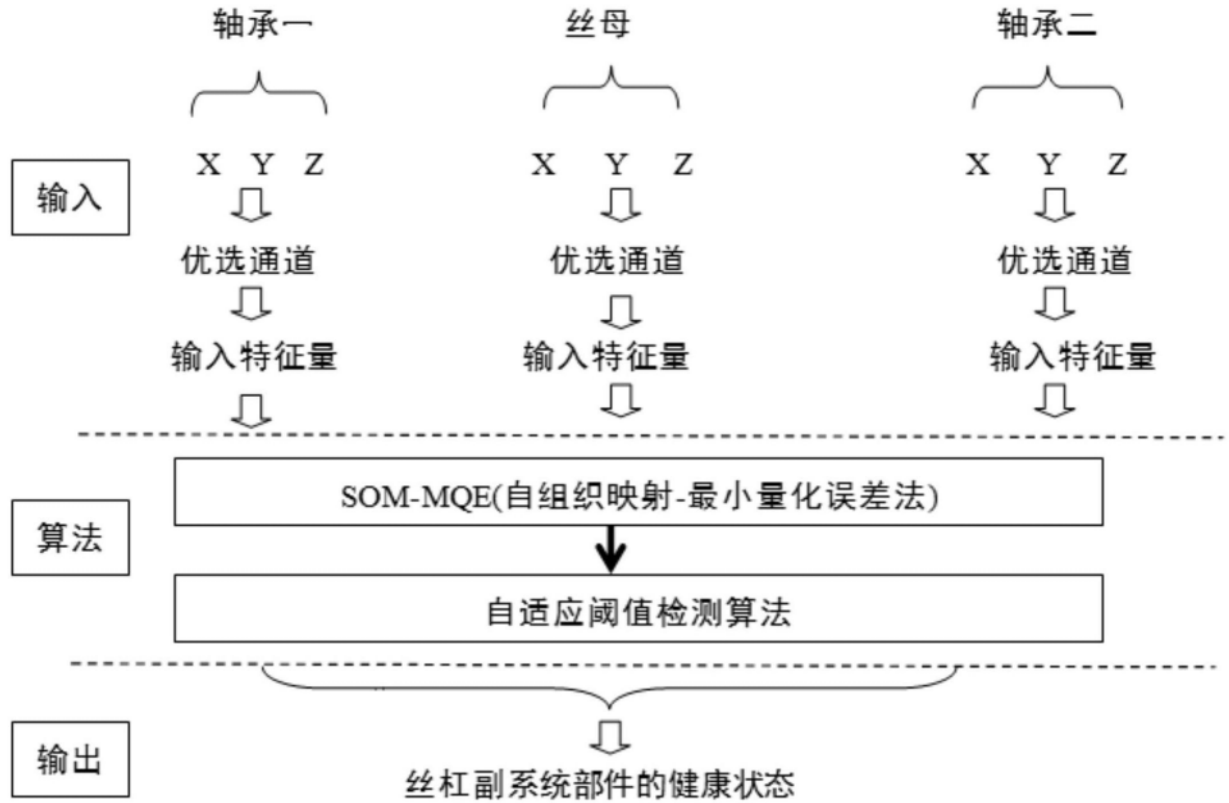 轴承一 丝母 轴承二
X Y Z X Y Z X Y Z
输入
优选通道 优选通道 优选通道
输入特征量 输入特征量 输入特征量
SOM-MQE(自组织映射-最小量化误差法)
算法
自适应阈值检测算法
输出
丝杠副系统部件的健康状态